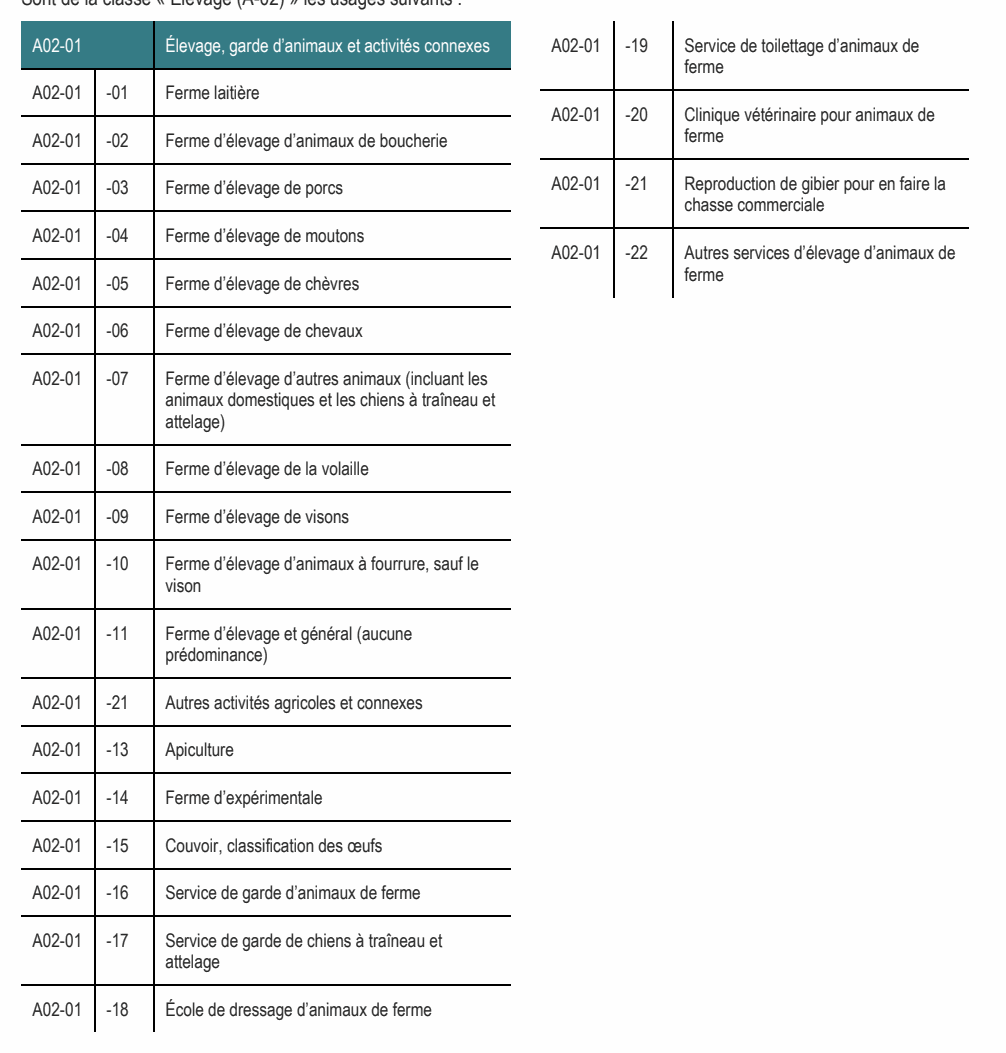 Sont de la classe « Élevage (A-02) » les usages suivants :
A02-01 Élevage, garde d'animaux et activités connexes
A02-01 -01 Ferme laitière
A02-01 -02 Ferme d'élevage d'animaux de boucherie
A02-01 -03 Ferme d'élevage de porcs
A02-01 -04 Ferme d'élevage de moutons
A02-01 -05 Ferme d'élevage de chèvres
A02-01 -06 Ferme d'élevage de chevaux
A02-01 -07 Ferme d'élevage d'autres animaux (incluant les
animaux domestiques et les chiens à traîneau et
attelage)
A02-01 -08 Ferme d'élevage de la volaille
A02-01 -09 Ferme d'élevage de visons
A02-01 -10 Ferme d'élevage d'animaux à fourrure, sauf le
vison
A02-01 -11 Ferme d'élevage et général (aucune
prédominance)
A02-01 -21 Autres activités agricoles et connexes
A02-01 -13 Apiculture
A02-01 -14 Ferme d'expérimentale
A02-01 -15 Couvoir, classification des œufs
A02-01 -16 Service de garde d'animaux de ferme
A02-01 -17 Service de garde de chiens à traîneau et
attelage
A02-01 -18 École de dressage d'animaux de ferme
A02-01 -19 Service de toilettage d'animaux de
ferme
A02-01 -20 Clinique vétérinaire pour animaux de
ferme
A02-01 -21 Reproduction de gibier pour en faire la
chasse commerciale
A02-01 -22 Autres services d'élevage d'animaux de
ferme